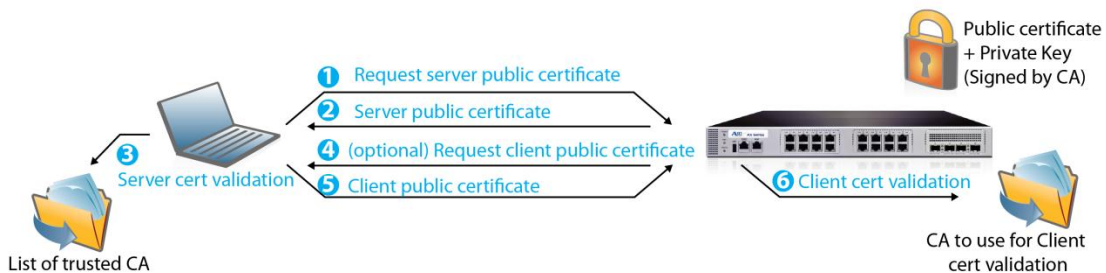 Public certificate
+ Private Key
(Signed by CA)
1 Request server public certificate
2 Server public certificate
3
Server cert validation
4 (optional) Request client public certificate
5 Client public certificate
6 Client cert validation
List of trusted CA
CA to use for Client
cert validation